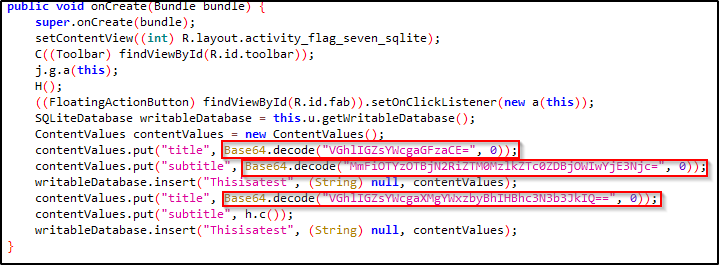 public void onCreate(Bundle bundle) {
super.onCreate(bundle);
setContentView((int) R.layout.activity_flag_seven_sqlite);
C((Toolbar) findViewById(R.id.toolbar));
j.g.a(this);
H();
((FloatingActionButton) findViewById(R.id.fab)).setOnClickListener(new a(this));
SQLiteDatabase writableDatabase = this.u.getWritableDatabase();
ContentValues contentValues = new ContentValues();
contentValues.put("title", Base64.decode("VGhlIGZsYWcgaGFzaCE=", 0));
contentValues.put("subtitle", Base64.decode("MmFiOTYzOTBjN2RiZTM0MzlkZTc0ZDBjOWIwYjE3Njc=", 0));
writableDatabase.insert("Thisisatest", (String) null, contentValues);
contentValues.put("title", Base64.decode("VGhlIGZsYWcgaXMgYWxzbyBhIHBhc3N3b3JkIQ==", 0));
contentValues.put("subtitle", h.c());
writableDatabase.insert("Thisisatest", (String) null, contentValues);
}